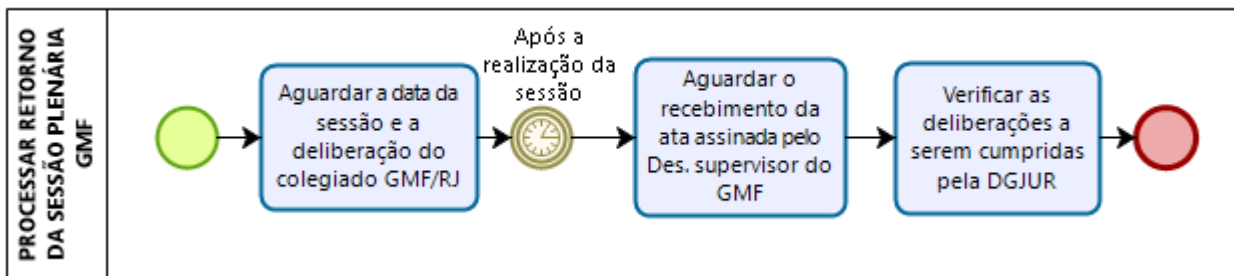 PROCESSAR RETORNO
DA SESSÃO PLENÁRIA
GMF
Aguardar a data da
sessão e a
deliberação do
colegiado GMF/RJ
Após a
realização da
sessão
Aguardar o
recebimento da
ata assinada pelo
Des. supervisor do
GMF
Verificar as
deliberações a
serem cumpridas
pela DGJUR